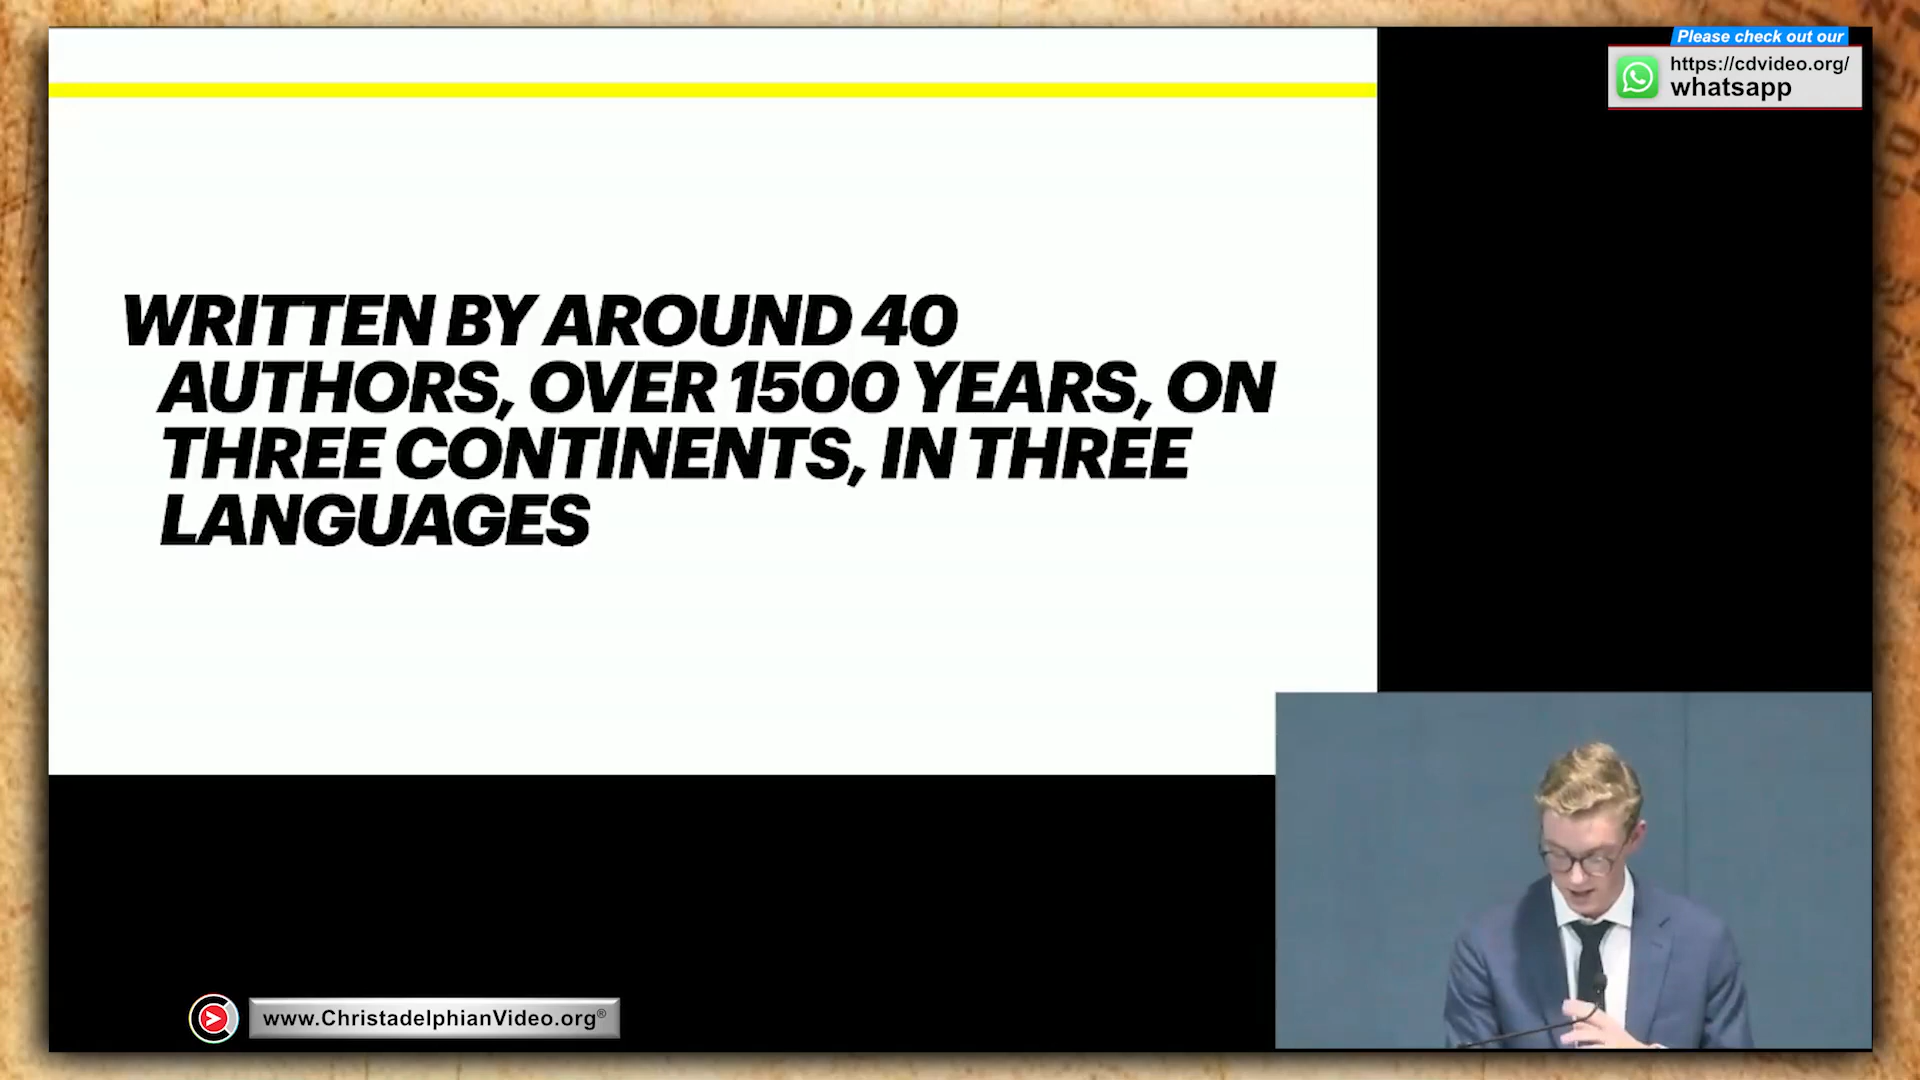 Please check out our
https://cdvideo.org/
whatsapp
WRITTEN BY AROUND 40
AUTHORS, OVER 1500 YEARS, ON
THREE CONTINENTS, IN THREE
LANGUAGES
www.ChristadelphianVideo.org®